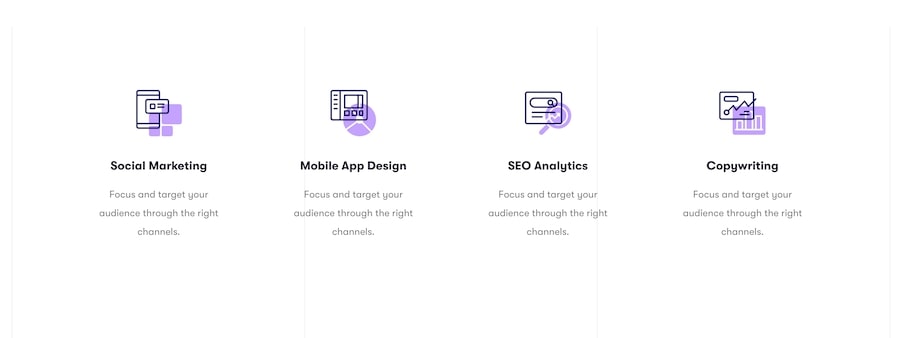 Social Marketing
Focus and target your
audience through the right
channels.
Mobile App Design
Focus and target your
audience through the right
channels.
SEO Analytics
Focus and target your
audience through the right
channels.
Copywriting
Focus and target your
audience through the right
channels.